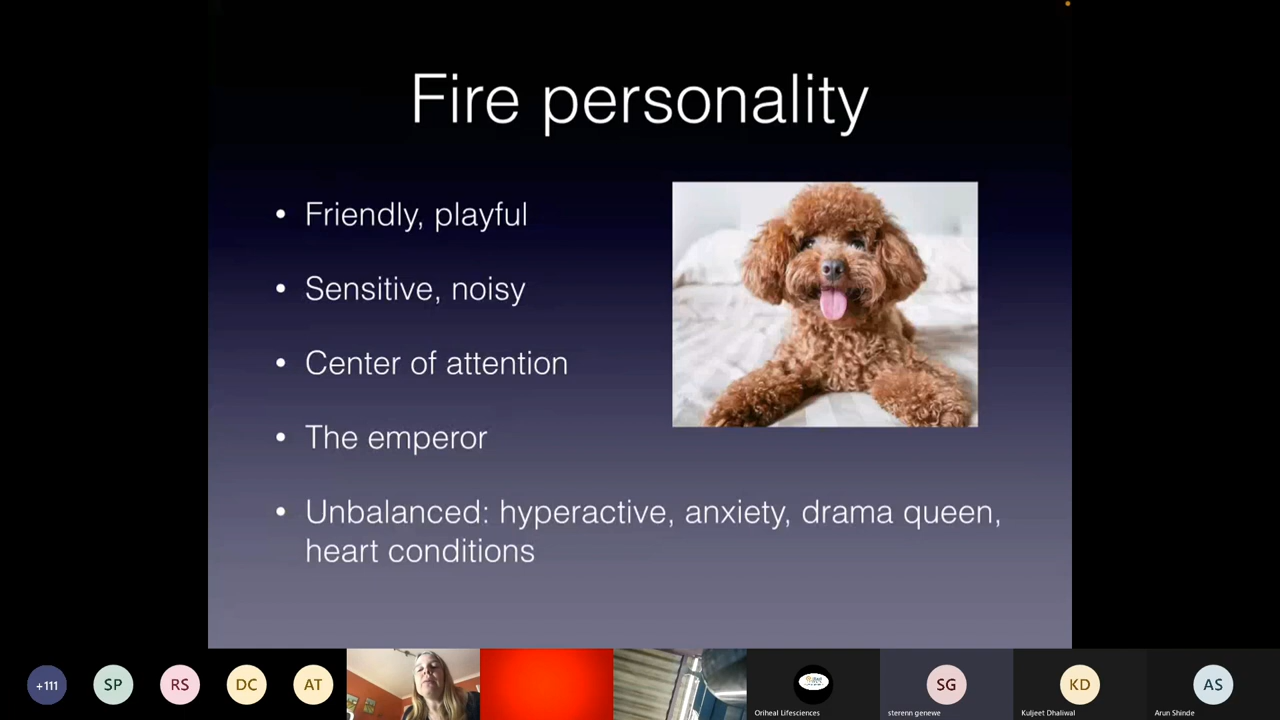 Fire personality
• Friendly, playful
• Sensitive, noisy
• Center of attention
• The emperor
• Unbalanced: hyperactive, anxiety, drama queen,
heart conditions
+111
SP
RS
DC
AT
SG
KD
AS
Oriheal Lifesciences
sterenn genewe
Kuljeet Dhaliwal
Arun Shinde